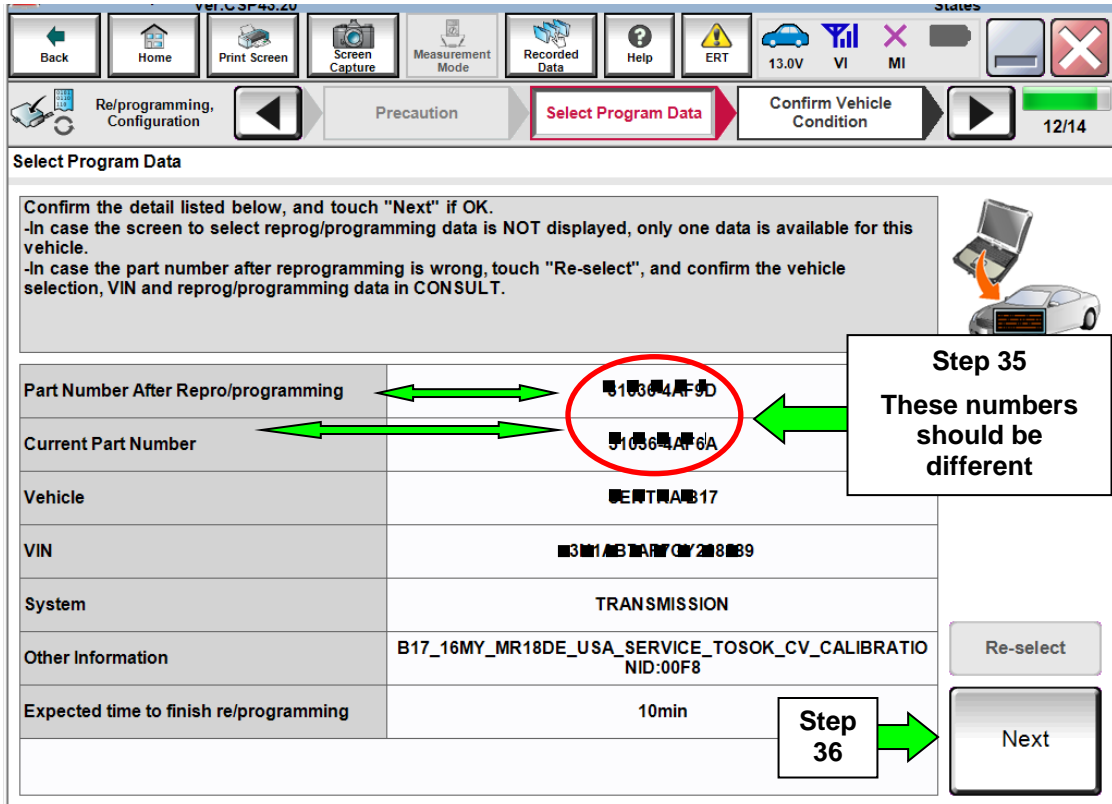 Ver.CSP43.20
States
Back
Home
Print Screen
Screen
Capture
Measurement
Mode
Recorded
Data
Help
ERT
13.0V
VI
MI
Re/programming,
Configuration
Precaution
Select Program Data
Confirm Vehicle
Condition
12/14
Select Program Data
Confirm the detail listed below, and touch "Next" if OK.
-In case the screen to select reprog/programming data is NOT displayed, only one data is available for this
vehicle.
-In case the part number after reprogramming is wrong, touch "Re-select", and confirm the vehicle
selection, VIN and reprog/programming data in CONSULT.
Step 35
These numbers
should be
different
Part Number After Repro/programming
Current Part Number
Vehicle
VIN
System
TRANSMISSION
Other Information
B17_16MY_MR18DE_USA_SERVICE_TOSOK_CV_CALIBRATIO
NID:00F8
Expected time to finish re/programming
10min
Re-select
Step
36
Next